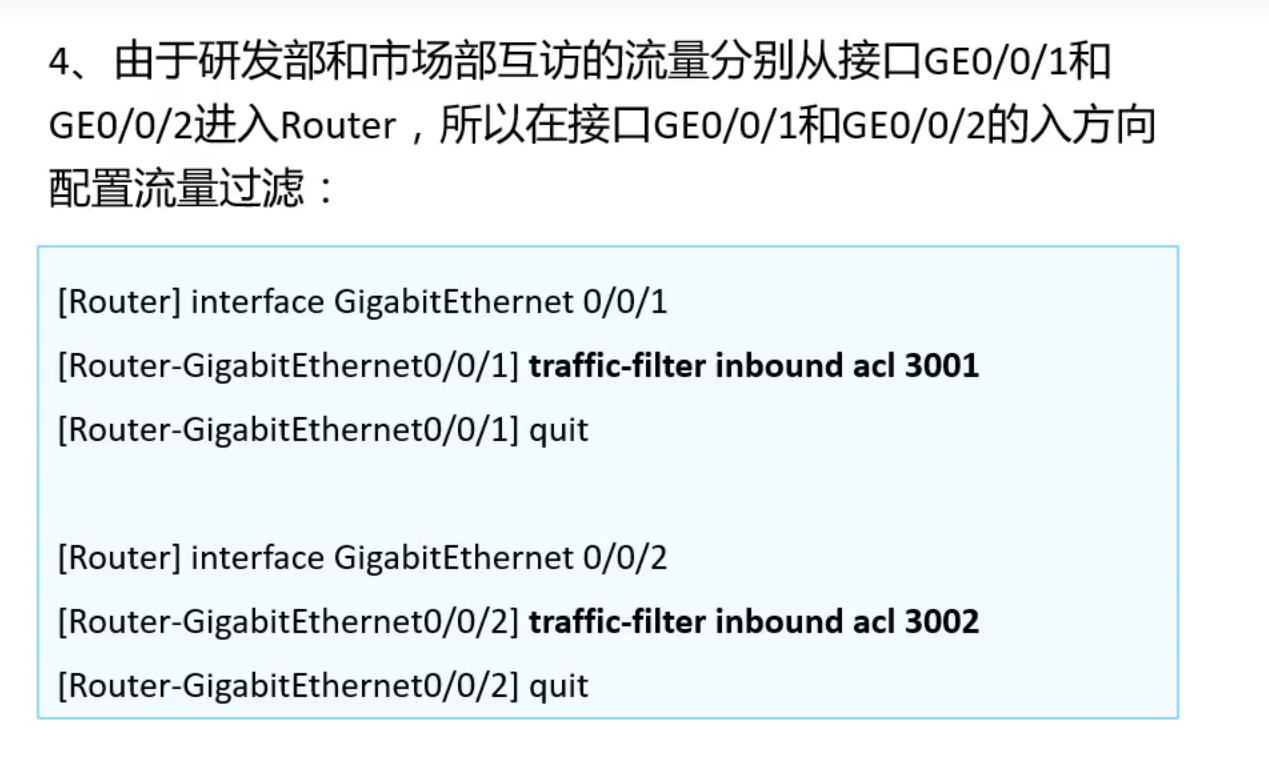 4、由于研发部和市场部互访的流量分别从接口GE0/0/1和
GE0/0/2进入Router，所以在接口GE0/0/1和GE0/0/2的入方向
配置流量过滤：
[Router] interface GigabitEthernet 0/0/1
[Router-GigabitEthernet0/0/1] traffic-filter inbound acl 3001
[Router-GigabitEthernet0/0/1] quit
[Router] interface GigabitEthernet 0/0/2
[Router-GigabitEthernet0/0/2] traffic-filter inbound acl 3002
[Router-GigabitEthernet0/0/2] quit